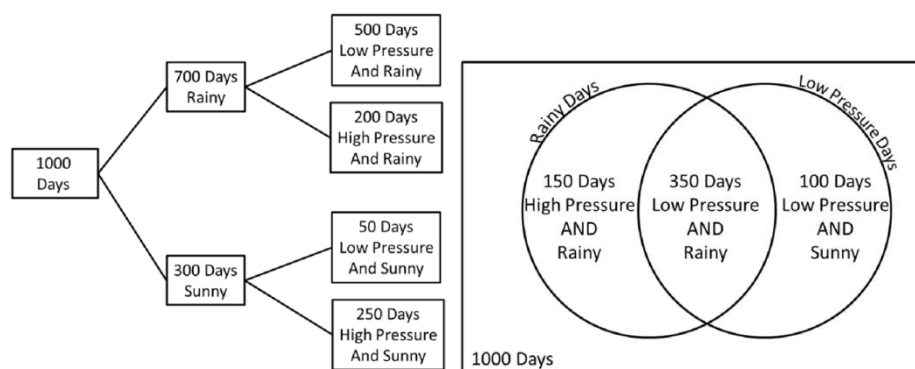 1000
Days
700 Days
Rainy
300 Days
Sunny
500 Days
Low Pressure
And Rainy
200 Days
High Pressure
And Rainy
50 Days
Low Pressure
And Sunny
250 Days
High Pressure
And Sunny
Rainy Days
Low Pressure Days
150 Days
High Pressure
AND
Rainy
350 Days
Low Pressure
AND
Rainy
100 Days
Low Pressure
AND
Sunny
1000 Days